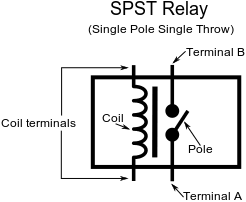 SPST Relay
(Single Pole Single Throw)
Terminal B
Coil terminals
Coil
Pole
Terminal A